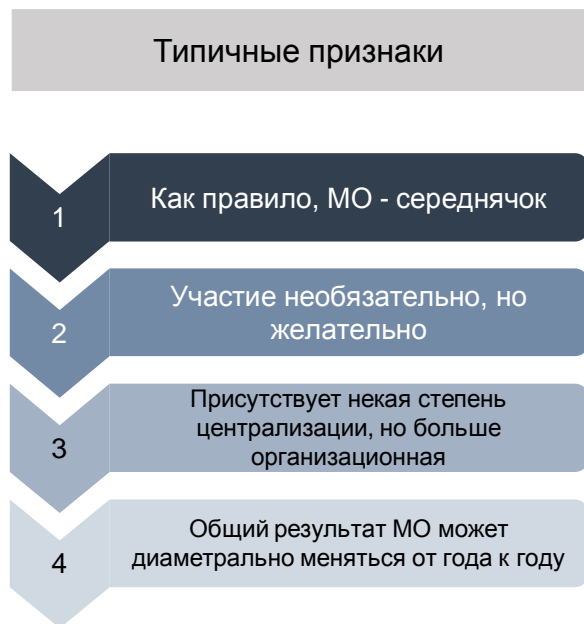 Типичные признаки
1
Как правило, МО - середнячок
2
Участие необязательно, но
желательно
3
Присутствует некая степень
централизации, но больше
организационная
4
Общий результат МО может
диаметрально меняться от года к году